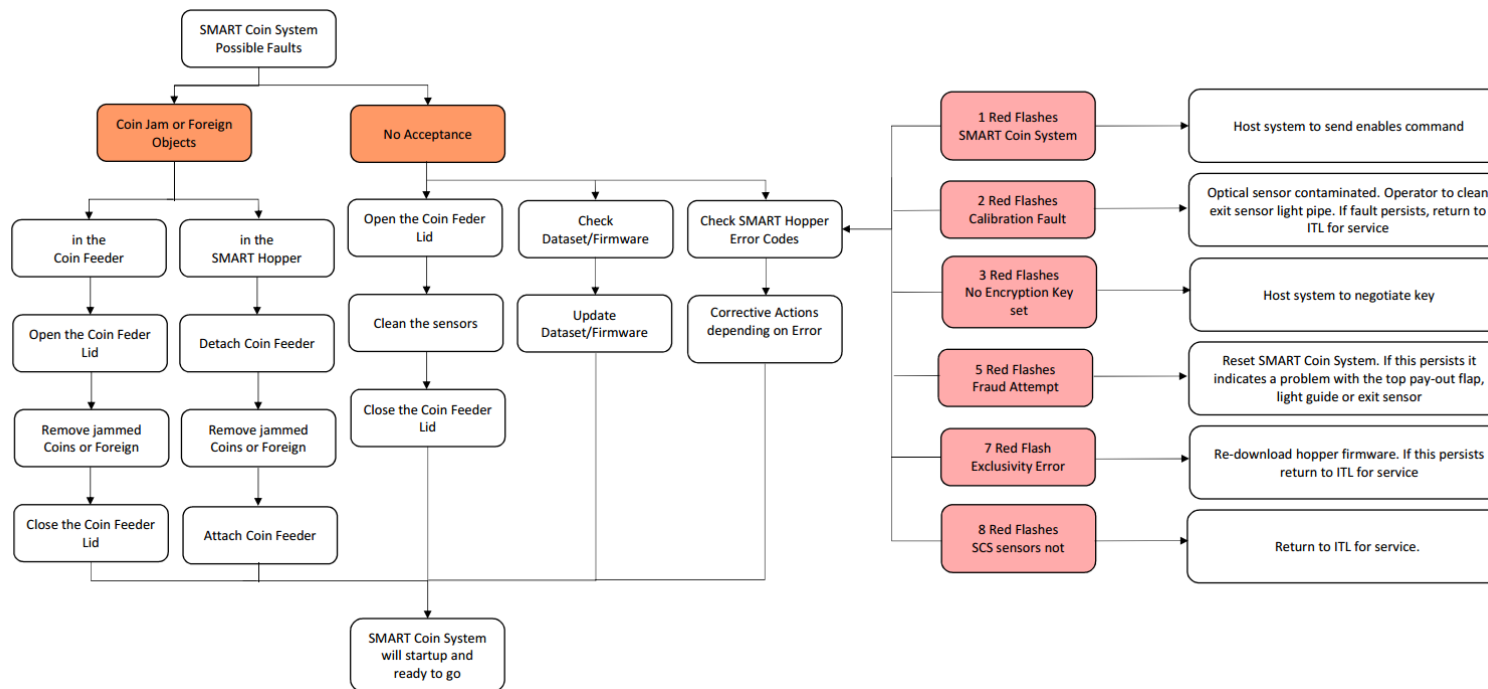 SMART Coin System
Possible Faults
Coin Jam or Foreign
Objects
No Acceptance
in the
Coin Feeder
in the
SMART Hopper
Open the Coin Feder
Lid
Check
Dataset/Firmware
Check SMART Hopper
Error Codes
Open the Coin Feder
Lid
Detach Coin Feeder
Clean the sensors
Update
Dataset/Firmware
Corrective Actions
depending on Error
Remove jammed
Coins or Foreign
Remove jammed
Coins or Foreign
Close the Coin Feeder
Lid
Close the Coin Feeder
Lid
Attach Coin Feeder
SMART Coin System
will startup and
ready to go
1 Red Flashes
SMART Coin System
Host system to send enables command
2 Red Flashes
Calibration Fault
Optical sensor contaminated. Operator to clean
exit sensor light pipe. If fault persists, return to
ITL for service
3 Red Flashes
No Encryption Key
set
Host system to negotiate key
5 Red Flashes
Fraud Attempt
Reset SMART Coin System. If this persists it
indicates a problem with the top pay-out flap,
light guide or exit sensor
7 Red Flash
Exclusivity Error
Re-download hopper firmware. If this persists
return to ITL for service
8 Red Flashes
SCS sensors not
Return to ITL for service.